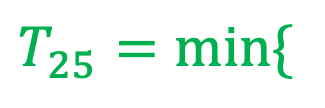 T₂₅ = min{